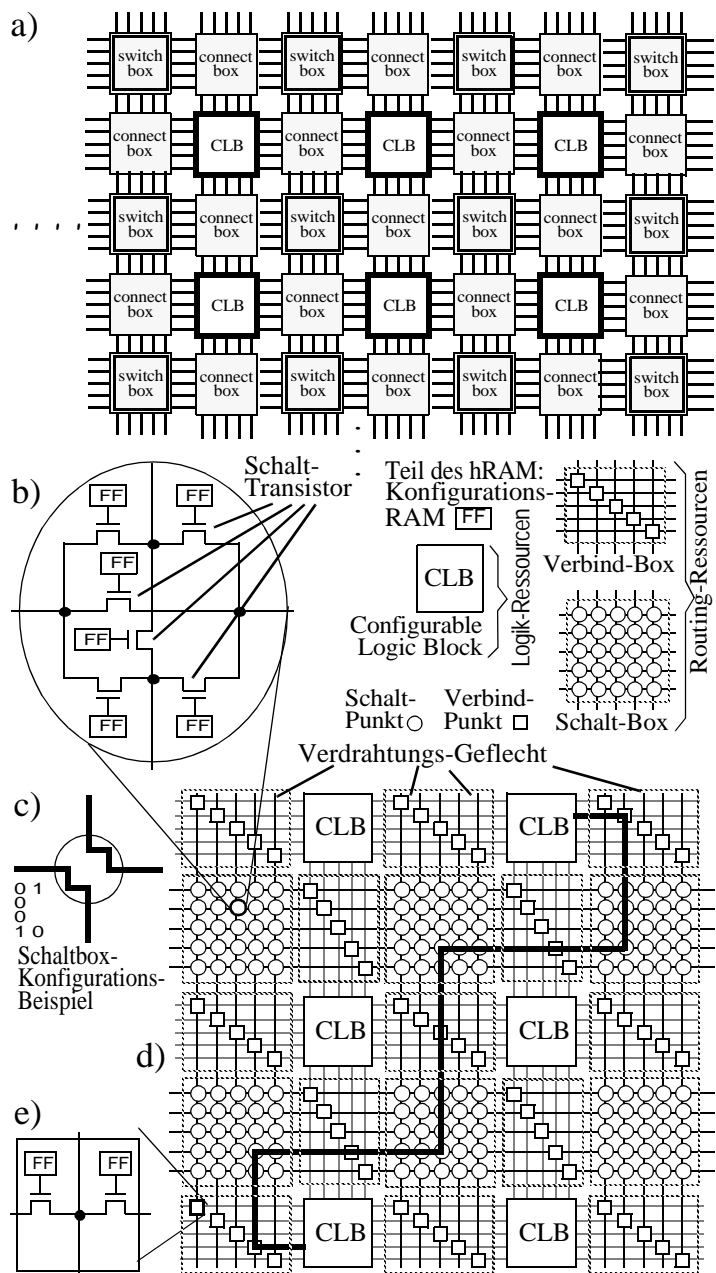 a)
switch box connect box switch box connect box switch box connect box switch box
connect box CLB connect box CLB connect box CLB connect box
switch box connect box switch box connect box switch box connect box switch box
connect box CLB connect box CLB connect box CLB connect box
switch box connect box switch box connect box switch box connect box switch box
b)
Schalt-
Transistor
FF FF
FF
FF
FF FF
Teil des hRAM:
Konfigurations-
RAM FF
CLB
Configurable
Logic Block
Logik-Ressourcen
Verbind-Box
Schalt-Box
Routing-Ressourcen
Schalt-
Punkt
Verbind-
Punkt
Verdrahtungs-Geflecht
c)
0 1
0
0
0
1 0
Schaltbox-
Konfigurations-
Beispiel
CLB CLB
CLB CLB
d)
CLB CLB
e)
FF FF